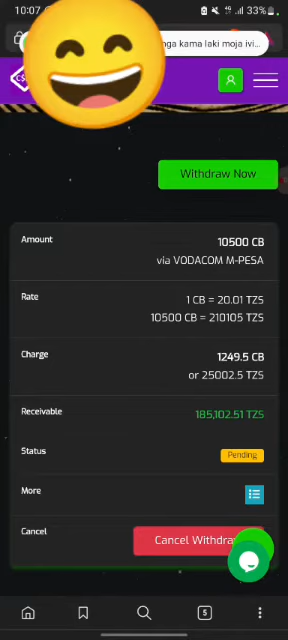 10:07
4G
33%
nga kama laki moja ivi...
C$
Withdraw Now
Amount
10500 CB
via VODACOM M-PESA
Rate
1 CB = 20.01 TZS
10500 CB = 210105 TZS
Charge
1249.5 CB
or 25002.5 TZS
Receivable
185,102.51 TZS
Status
Pending
More
Cancel
Cancel Withdra
5